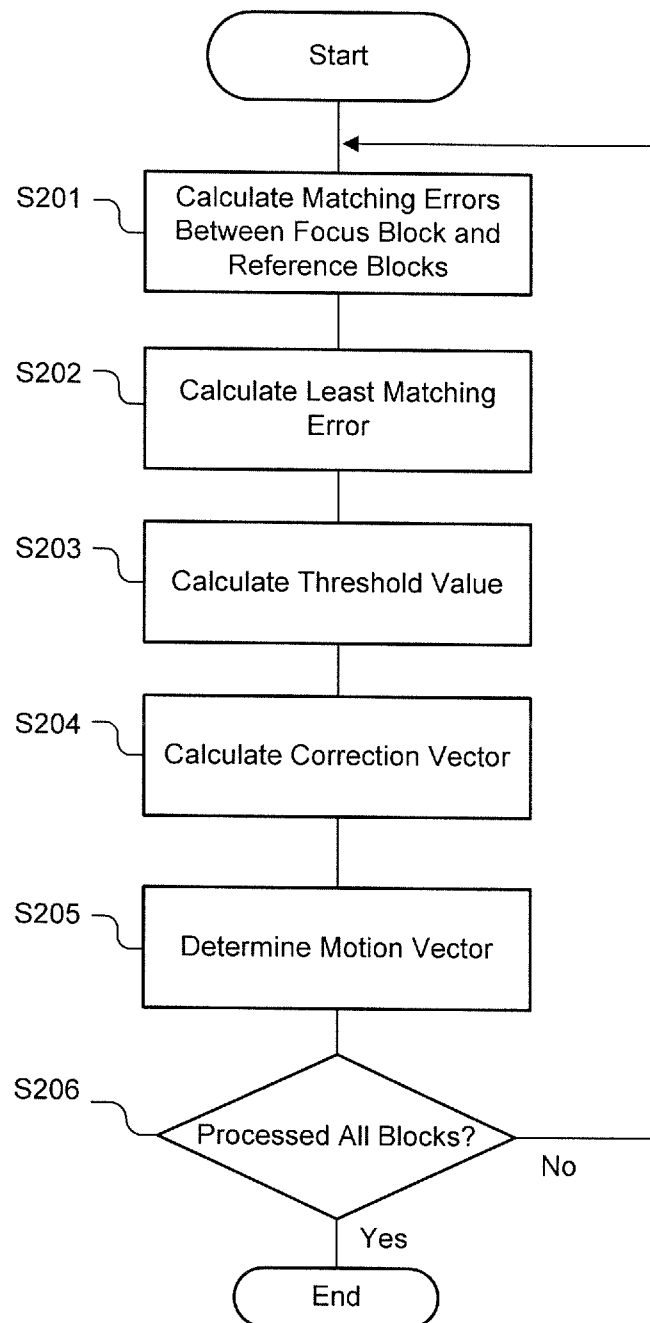 Start
S201
Calculate Matching Errors
Between Focus Block and
Reference Blocks
S202
Calculate Least Matching
Error
S203
Calculate Threshold Value
S204
Calculate Correction Vector
S205
Determine Motion Vector
S206
Processed All Blocks?
No
Yes
End